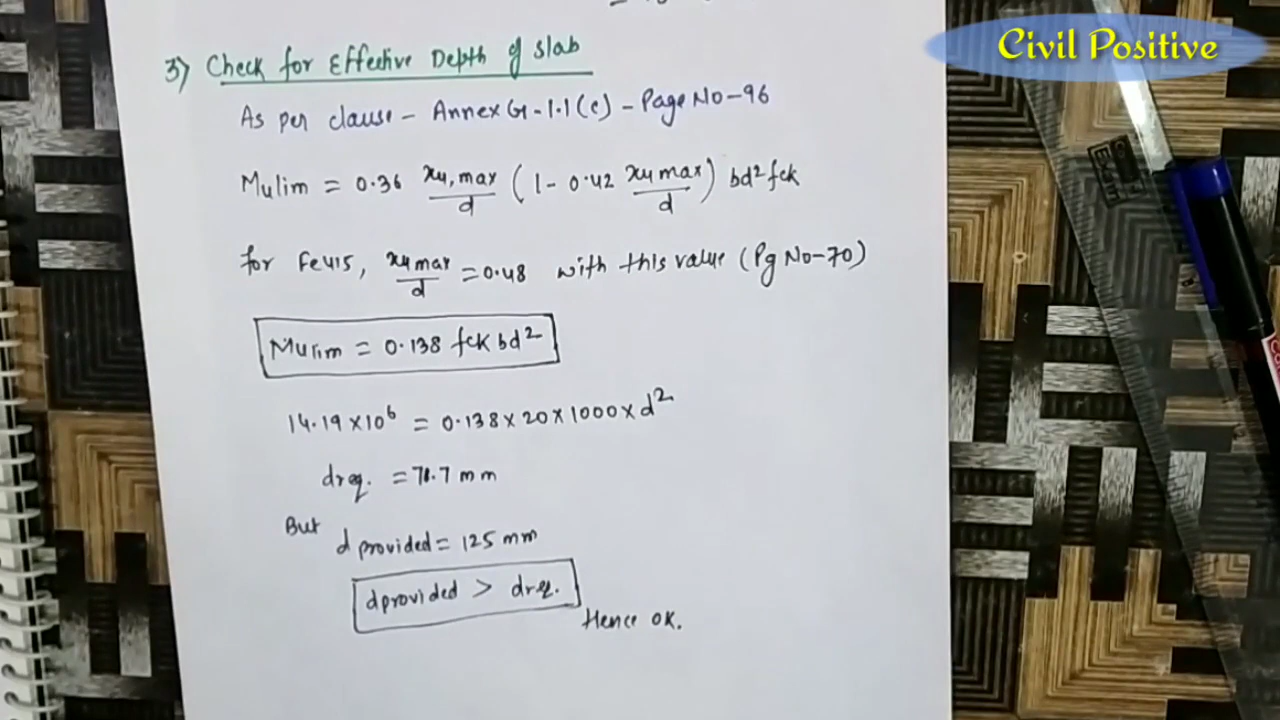 Civil Positive
3) Check for Effective Depth of slab
As per clause - Annex G-1.1(c) - Page No-96
Mulim = 0.36 xu,max/d (1 - 0.42 xu max/d) bd² fck
for Fe415, xu max/d = 0.48 with this value (Pg No-70)
Mulim = 0.138 fck bd²
14.19 x 10⁶ = 0.138 x 20 x 1000 x d²
dreq. = 71.7 mm
But d provided = 125 mm
dprovided > dreq.
Hence OK.